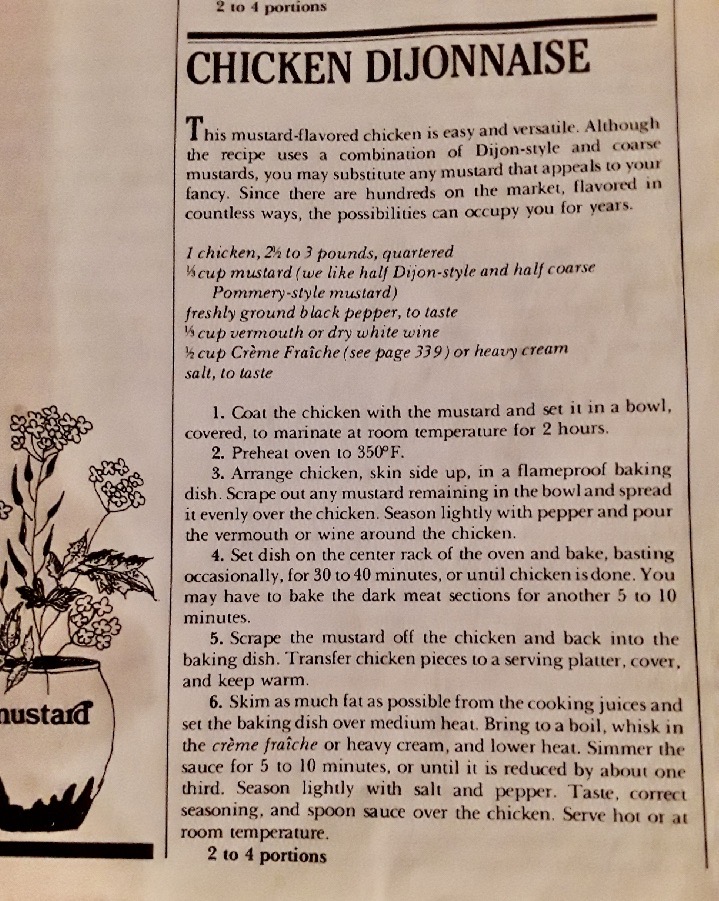 2 to 4 portions
CHICKEN DIJONNAISE
This mustard-flavored chicken is easy and versatile. Although
the recipe uses a combination of Dijon-style and coarse
mustards, you may substitute any mustard that appeals to your
fancy. Since there are hundreds on the market, flavored in
countless ways, the possibilities can occupy you for years.
1 chicken, 2½ to 3 pounds, quartered
⅓ cup mustard (we like half Dijon-style and half coarse
Pommery-style mustard)
freshly ground black pepper, to taste
⅓ cup vermouth or dry white wine
½ cup Crème Fraîche (see page 339) or heavy cream
salt, to taste
1. Coat the chicken with the mustard and set it in a bowl,
covered, to marinate at room temperature for 2 hours.
2. Preheat oven to 350°F.
3. Arrange chicken, skin side up, in a flameproof baking
dish. Scrape out any mustard remaining in the bowl and spread
it evenly over the chicken. Season lightly with pepper and pour
the vermouth or wine around the chicken.
4. Set dish on the center rack of the oven and bake, basting
occasionally, for 30 to 40 minutes, or until chicken is done. You
may have to bake the dark meat sections for another 5 to 10
minutes.
5. Scrape the mustard off the chicken and back into the
baking dish. Transfer chicken pieces to a serving platter, cover,
and keep warm.
6. Skim as much fat as possible from the cooking juices and
set the baking dish over medium heat. Bring to a boil, whisk in
the crème fraîche or heavy cream, and lower heat. Simmer the
sauce for 5 to 10 minutes, or until it is reduced by about one
third. Season lightly with salt and pepper. Taste, correct
seasoning, and spoon sauce over the chicken. Serve hot or at
room temperature.
2 to 4 portions
mustard